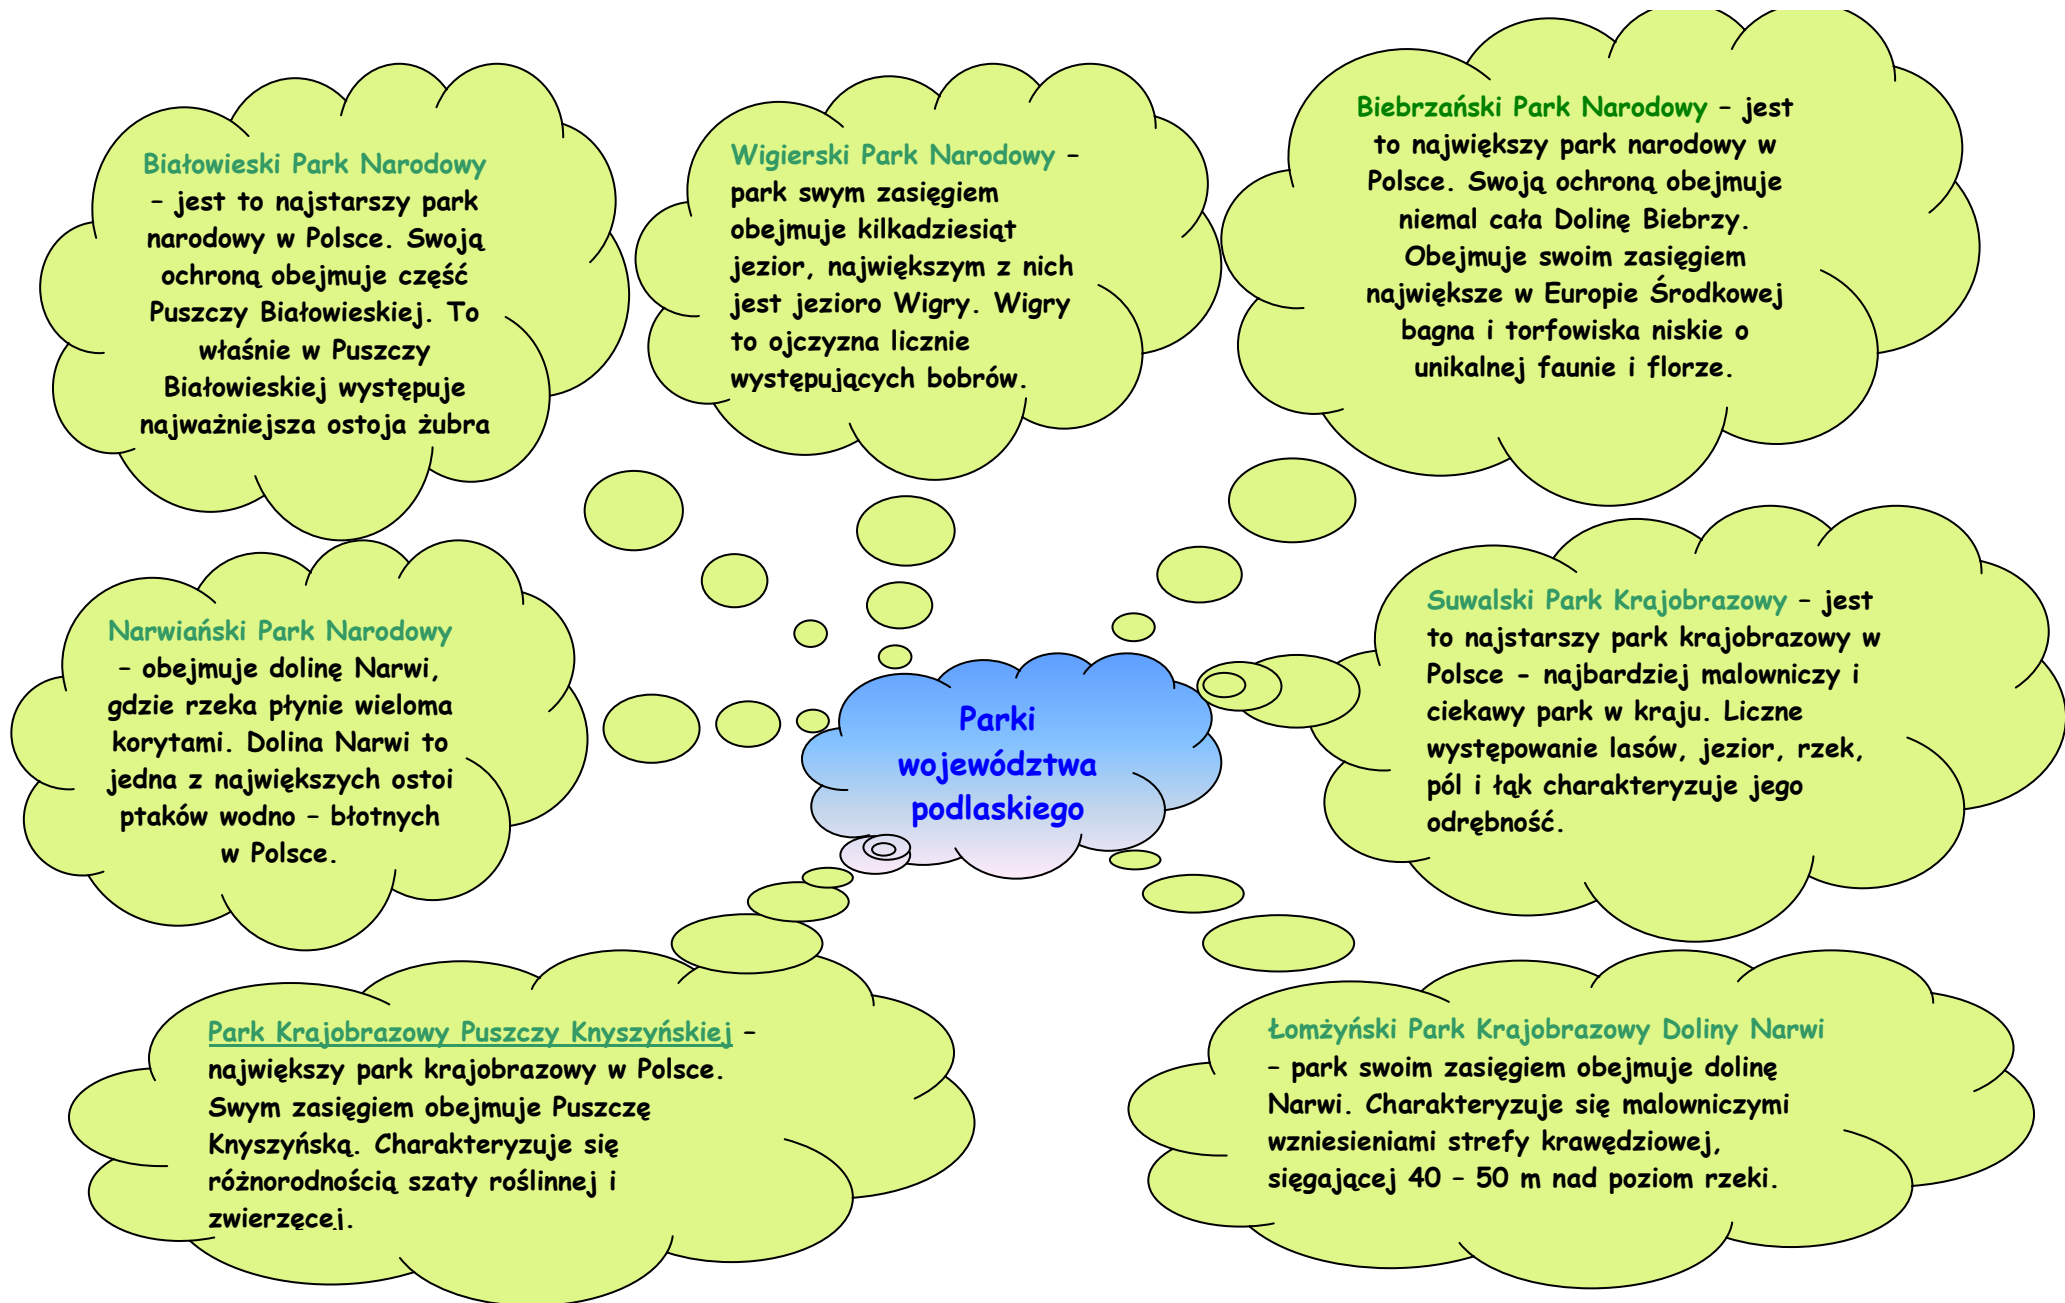 Białowieski Park Narodowy
– jest to najstarszy park
narodowy w Polsce. Swoją
ochroną obejmuje część
Puszczy Białowieskiej. To
właśnie w Puszczy
Białowieskiej występuje
najważniejsza ostoja żubra
Wigierski Park Narodowy –
park swym zasięgiem
obejmuje kilkadziesiąt
jezior, największym z nich
jest jezioro Wigry. Wigry
to ojczyzna licznie
występujących bobrów.
Biebrzański Park Narodowy – jest
to największy park narodowy w
Polsce. Swoją ochroną obejmuje
niemal cała Dolinę Biebrzy.
Obejmuje swoim zasięgiem
największe w Europie Środkowej
bagna i torfowiska niskie o
unikalnej faunie i florze.
Narwiański Park Narodowy
– obejmuje dolinę Narwi,
gdzie rzeka płynie wieloma
korytami. Dolina Narwi to
jedna z największych ostoi
ptaków wodno – błotnych
w Polsce.
Parki
województwa
podlaskiego
Suwalski Park Krajobrazowy – jest
to najstarszy park krajobrazowy w
Polsce - najbardziej malowniczy i
ciekawy park w kraju. Liczne
występowanie lasów, jezior, rzek,
pól i łąk charakteryzuje jego
odrębność.
Park Krajobrazowy Puszczy Knyszyńskiej –
największy park krajobrazowy w Polsce.
Swym zasięgiem obejmuje Puszczę
Knyszyńską. Charakteryzuje się
różnorodnością szaty roślinnej i
zwierzęcej.
Łomżyński Park Krajobrazowy Doliny Narwi
– park swoim zasięgiem obejmuje dolinę
Narwi. Charakteryzuje się malowniczymi
wzniesieniami strefy krawędziowej,
sięgającej 40 – 50 m nad poziom rzeki.